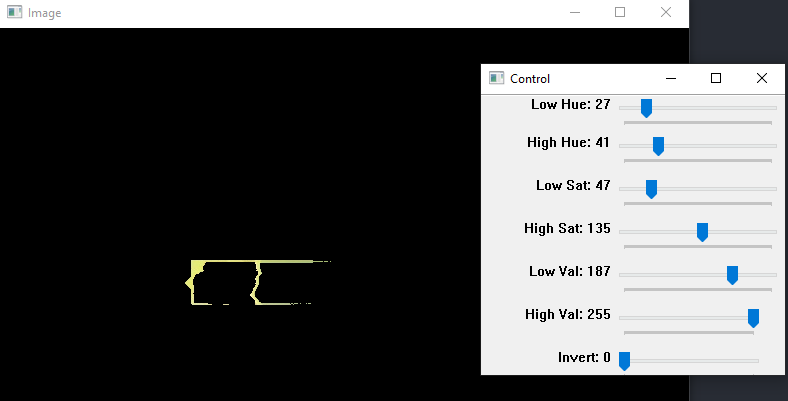 Image
Control
Low Hue: 27
High Hue: 41
Low Sat: 47
High Sat: 135
Low Val: 187
High Val: 255
Invert: 0